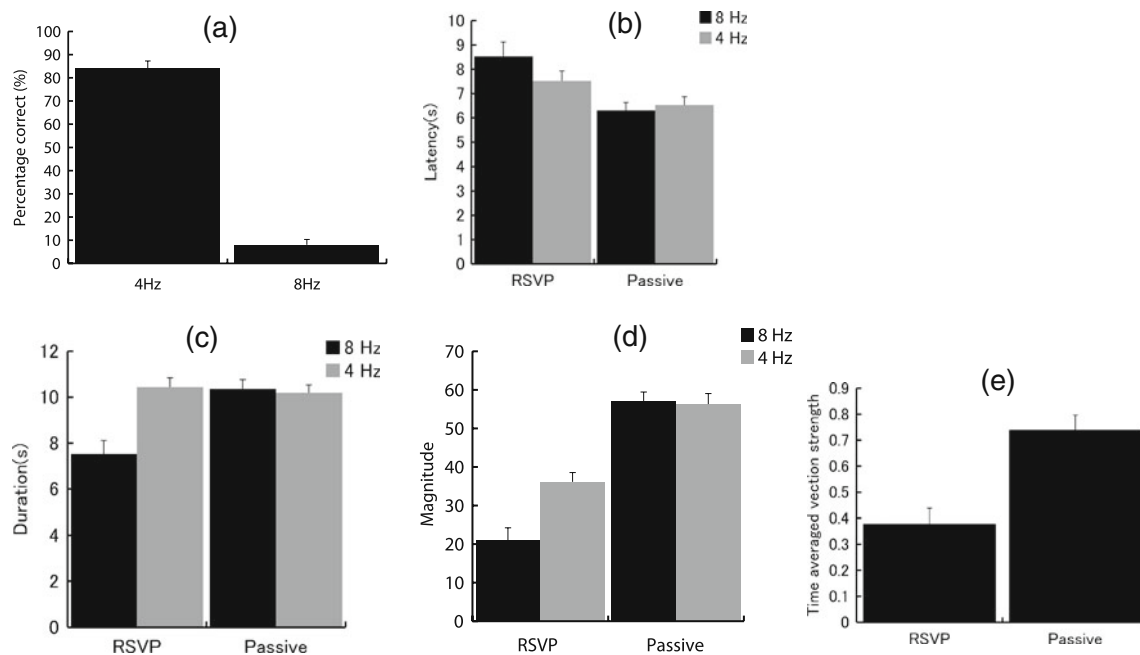 (a)
Percentage correct (%)
100
90
80
70
60
50
40
30
20
10
0
4Hz
8Hz
(b)
8 Hz
4 Hz
Latency(s)
10
9
8
7
6
5
4
3
2
1
0
RSVP
Passive
(c)
8 Hz
4 Hz
Duration(s)
12
10
8
6
4
2
0
RSVP
Passive
(d)
8 Hz
4 Hz
Magnitude
70
60
50
40
30
20
10
0
RSVP
Passive
(e)
Time averaged vection strength
0.9
0.8
0.7
0.6
0.5
0.4
0.3
0.2
0.1
0
RSVP
Passive